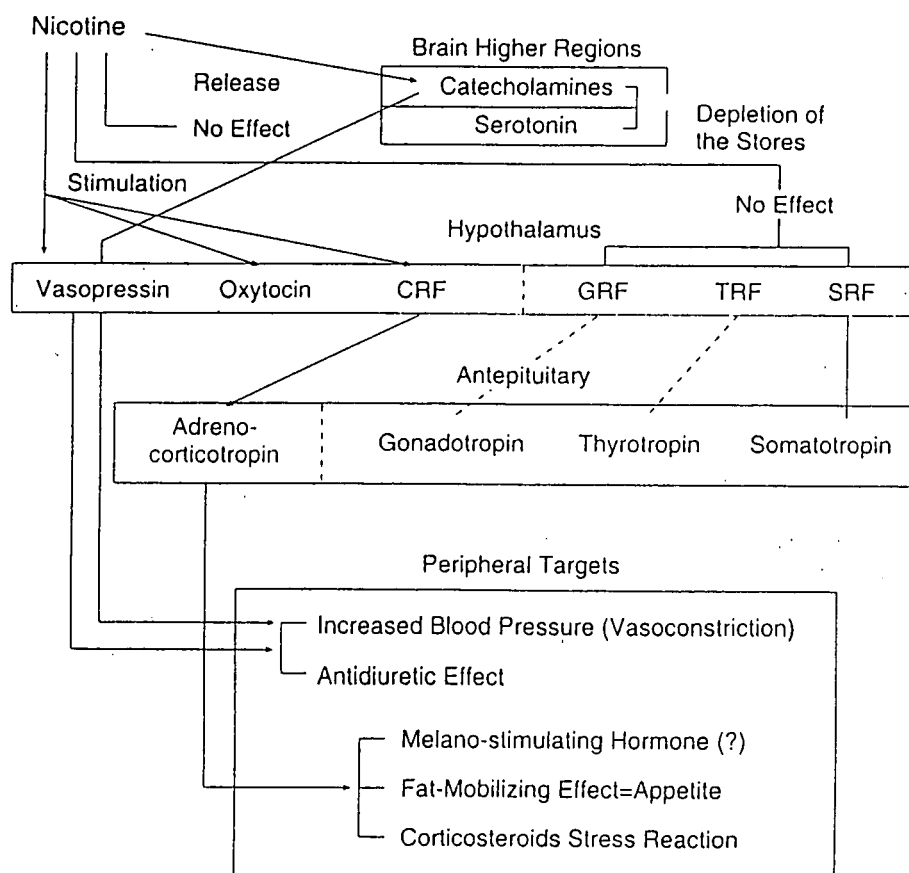 Nicotine
Brain Higher Regions
Release
Catecholamines
No Effect
Serotonin
Depletion of
the Stores
Stimulation
No Effect
Hypothalamus
Vasopressin Oxytocin CRF GRF TRF SRF
Antepituitary
Adreno-
corticotropin
Gonadotropin Thyrotropin Somatotropin
Peripheral Targets
Increased Blood Pressure (Vasoconstriction)
Antidiuretic Effect
Melano-stimulating Hormone (?)
Fat-Mobilizing Effect=Appetite
Corticosteroids Stress Reaction